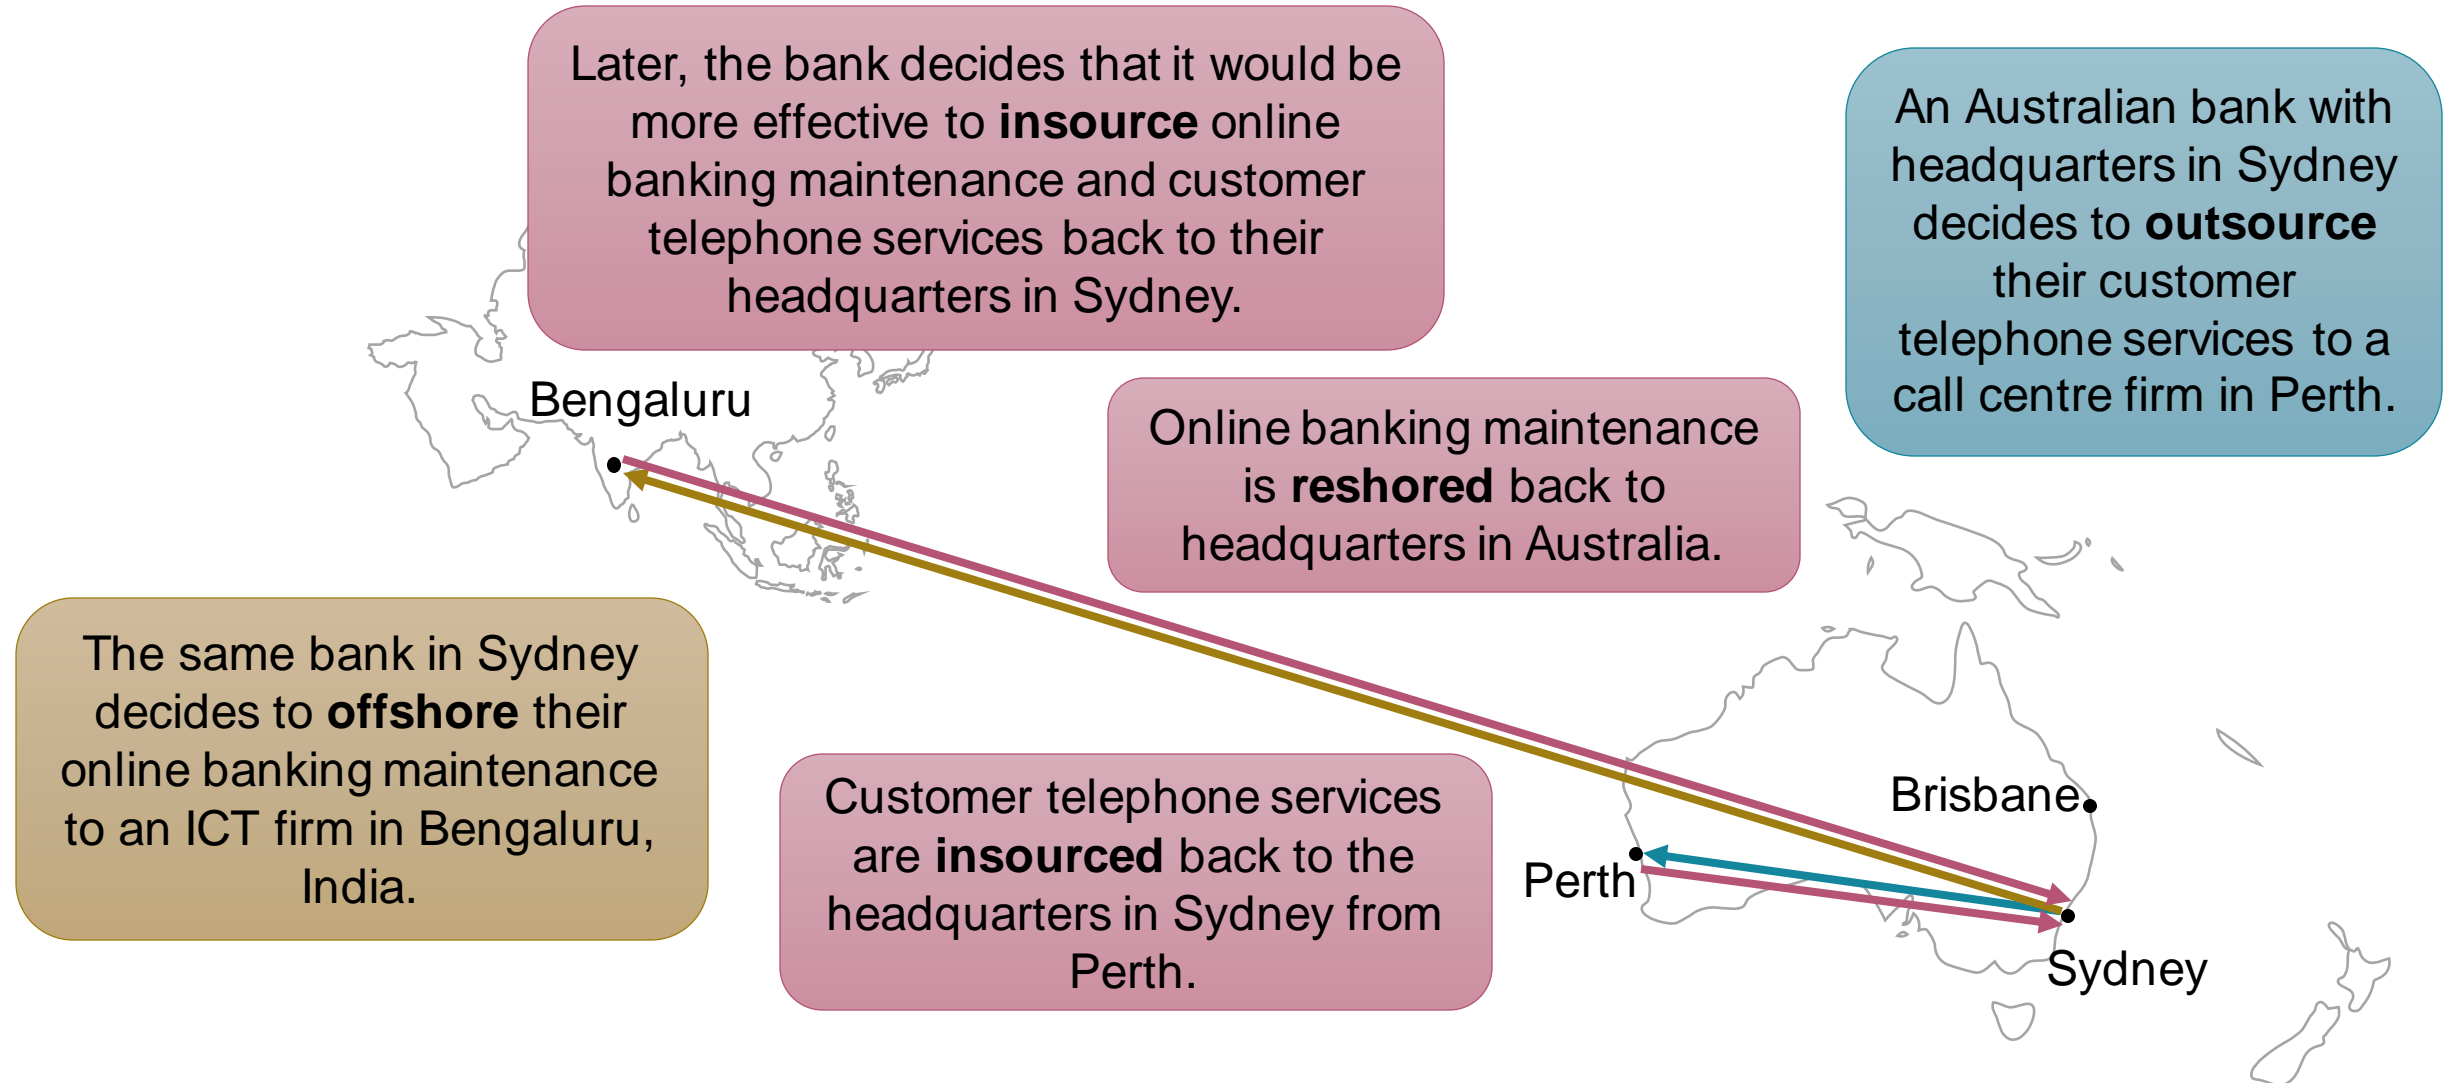 Later, the bank decides that it would be
more effective to insource online
banking maintenance and customer
telephone services back to their
headquarters in Sydney.
An Australian bank with
headquarters in Sydney
decides to outsource
their customer
telephone services to a
call centre firm in Perth.
Bengaluru
Online banking maintenance
is reshored back to
headquarters in Australia.
The same bank in Sydney
decides to offshore their
online banking maintenance
to an ICT firm in Bengaluru,
India.
Customer telephone services
are insourced back to the
headquarters in Sydney from
Perth.
Brisbane
Perth
Sydney